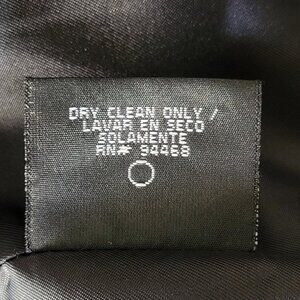 DRY CLEAN ONLY /
LAVAR EN SECO
SOLAMENTE
RN# 94468